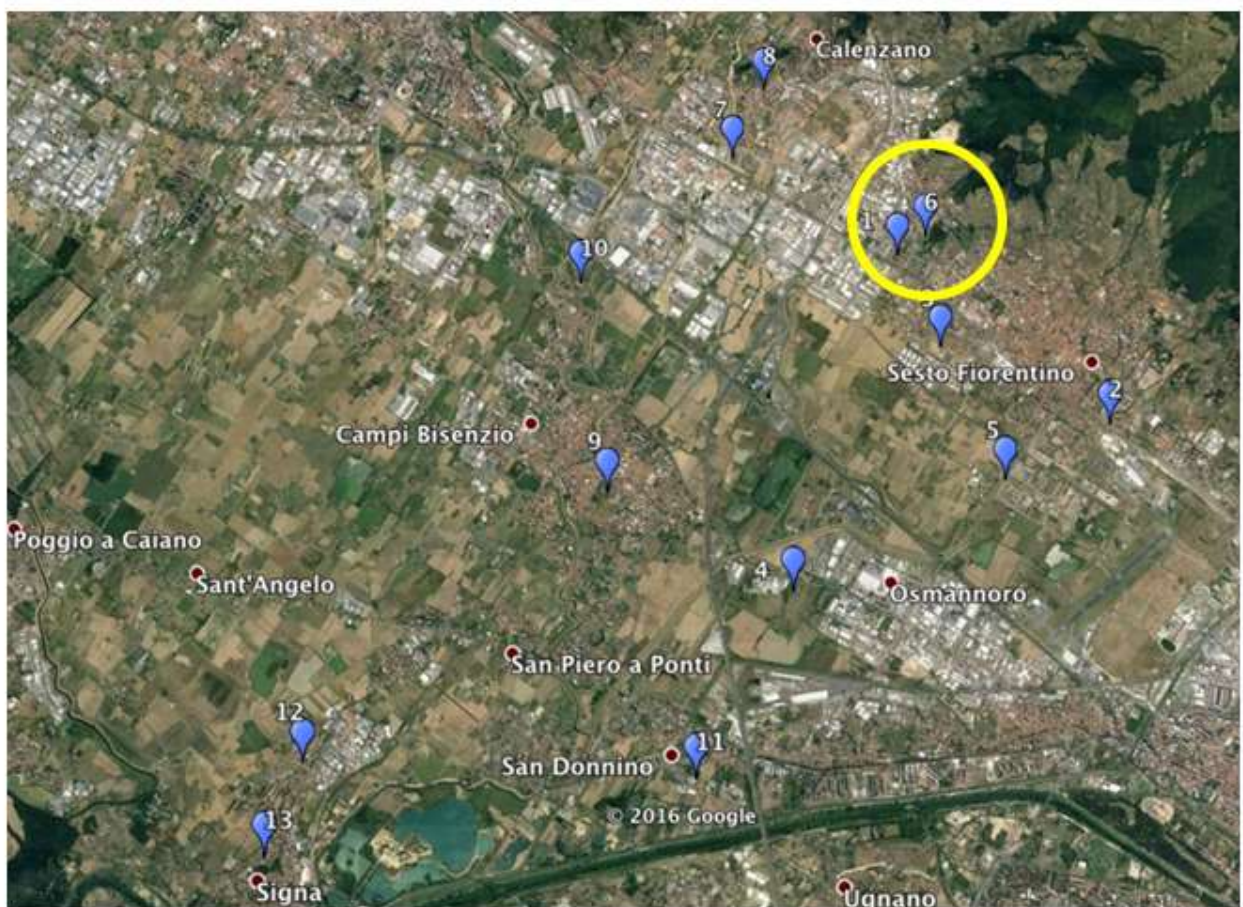 Calenzano
8
7
6
1
10
3
Sesto Fiorentino
2
Campi Bisenzio
5
9
Poggio a Caiano
Sant'Angelo
4
Osmannoro
San Piero a Ponti
12
11
San Donnino
© 2016 Google
13
Signa
Ugnano